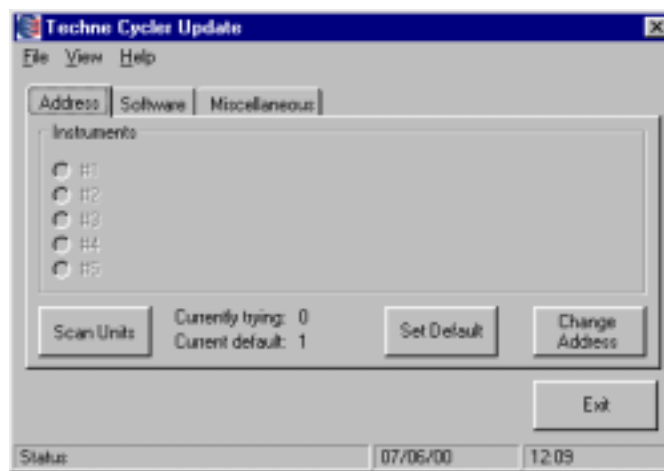 Techne Cycler Update
File View Help
Address Software Miscellaneous
Instruments
#1
#2
#3
#4
#5
Scan Units
Currently trying: 0
Current default: 1
Set Default
Change
Address
Exit
Status 07/06/00 12:09